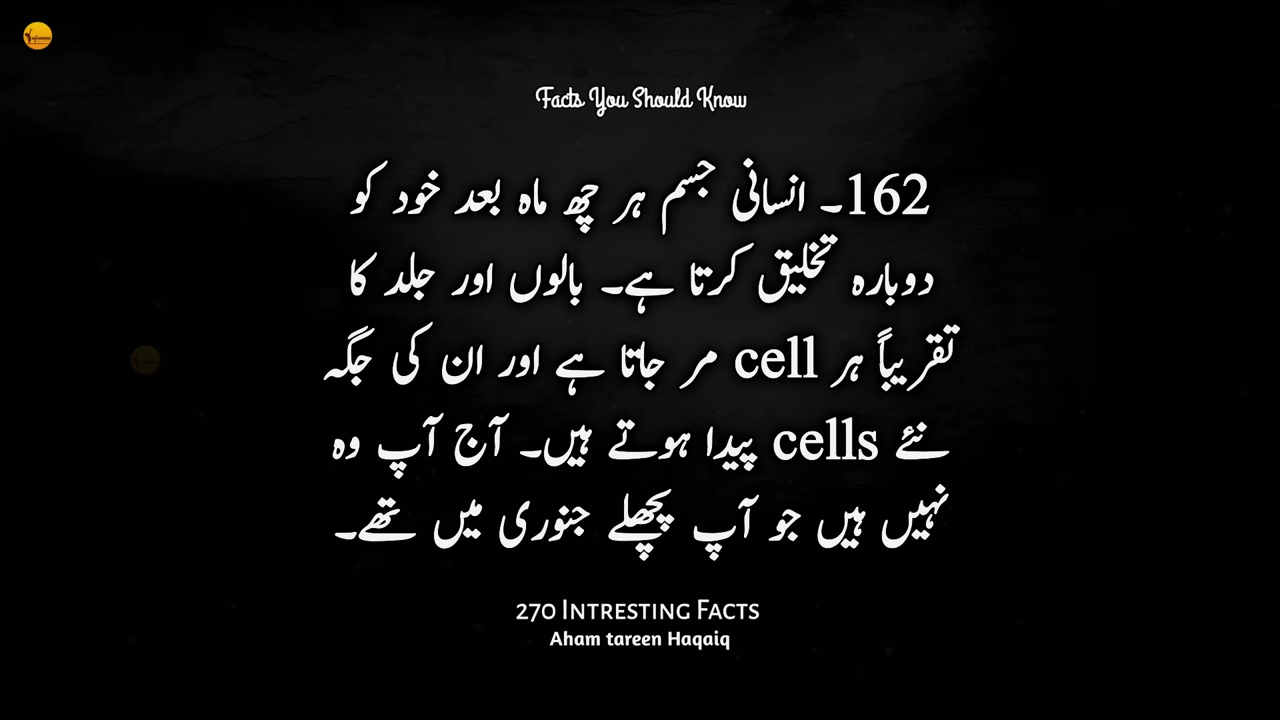 Facts You Should Know
162۔ انسانی جسم ہر چھ ماہ بعد خود کو
دوبارہ تخلیق کرتا ہے۔ بالوں اور جلد کا
تقریباً ہر cell مر جاتا ہے اور ان کی جگہ
نئے cells پیدا ہوتے ہیں۔ آج آپ وہ
نہیں ہیں جو آپ پچھلے جنوری میں تھے۔
270 Intresting Facts
Aham tareen Haqaiq